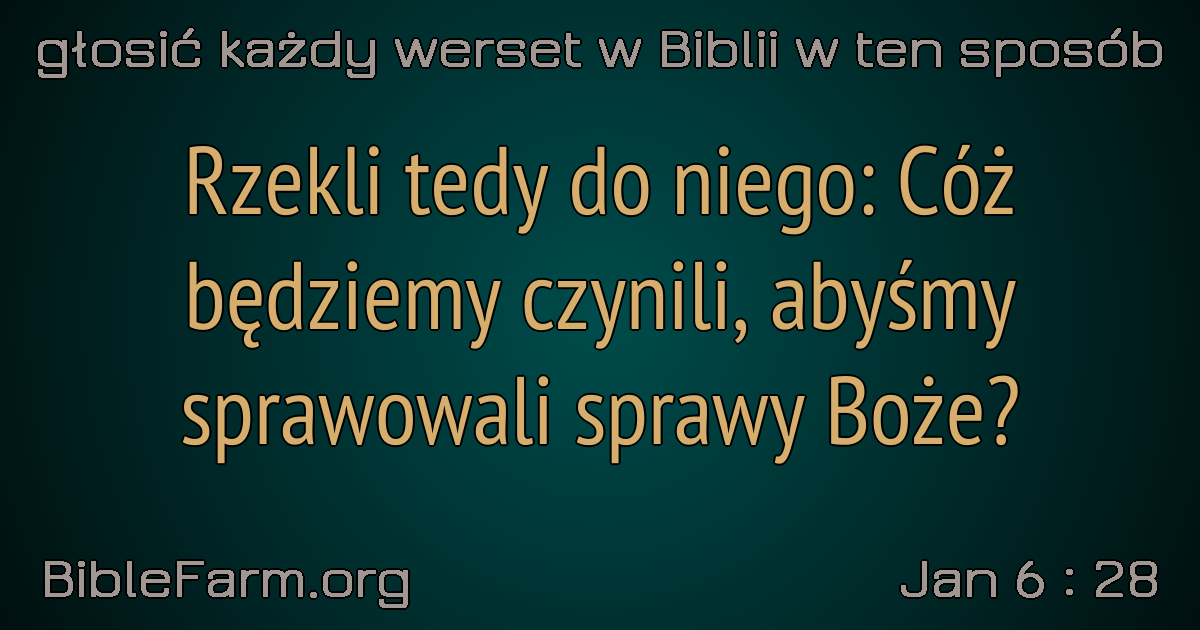 głosić każdy werset w Biblii w ten sposób
Rzekli tedy do niego: Cóż
będziemy czynili, abyśmy
sprawowali sprawy Boże?
BibleFarm.org
Jan 6 : 28